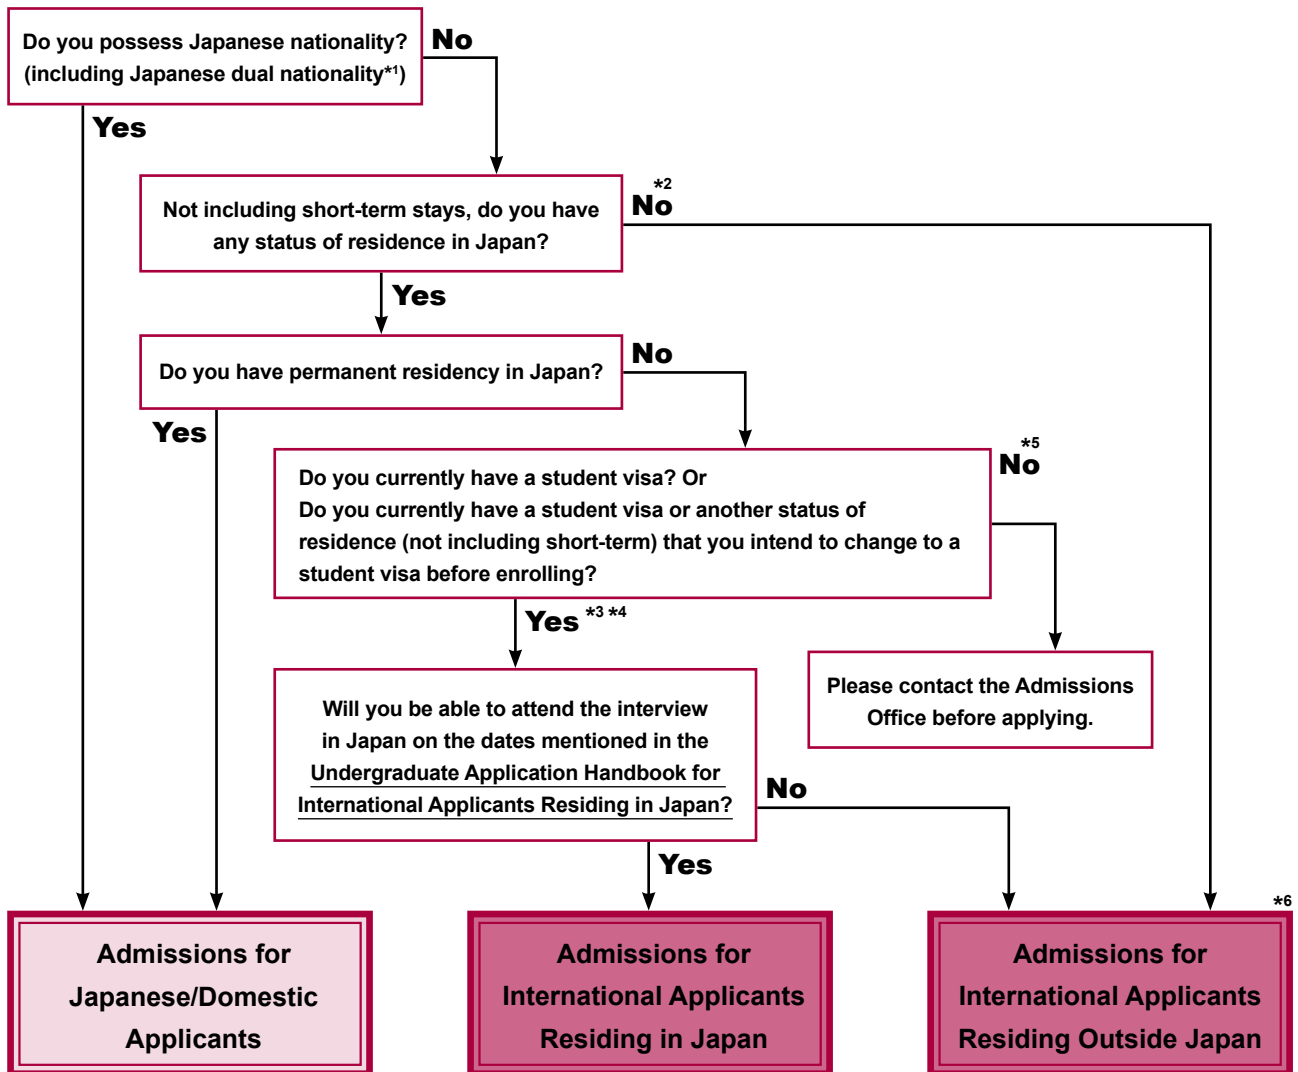 Do you possess Japanese nationality?
(including Japanese dual nationality*1)
No
Yes
Not including short-term stays, do you have
any status of residence in Japan?
*2
No
Yes
Do you have permanent residency in Japan?
No
Yes
Do you currently have a student visa? Or
Do you currently have a student visa or another status of
residence (not including short-term) that you intend to change to a
student visa before enrolling?
*5
No
Yes *3 *4
Please contact the Admissions
Office before applying.
Will you be able to attend the interview
in Japan on the dates mentioned in the
Undergraduate Application Handbook for
International Applicants Residing in Japan?
No
Yes
Admissions for
Japanese/Domestic
Applicants
Admissions for
International Applicants
Residing in Japan
*6
Admissions for
International Applicants
Residing Outside Japan